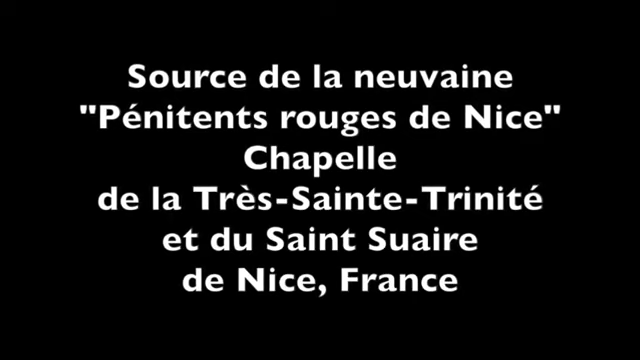 Source de la neuvaine
"Pénitents rouges de Nice"
Chapelle
de la Très-Sainte-Trinité
et du Saint Suaire
de Nice, France